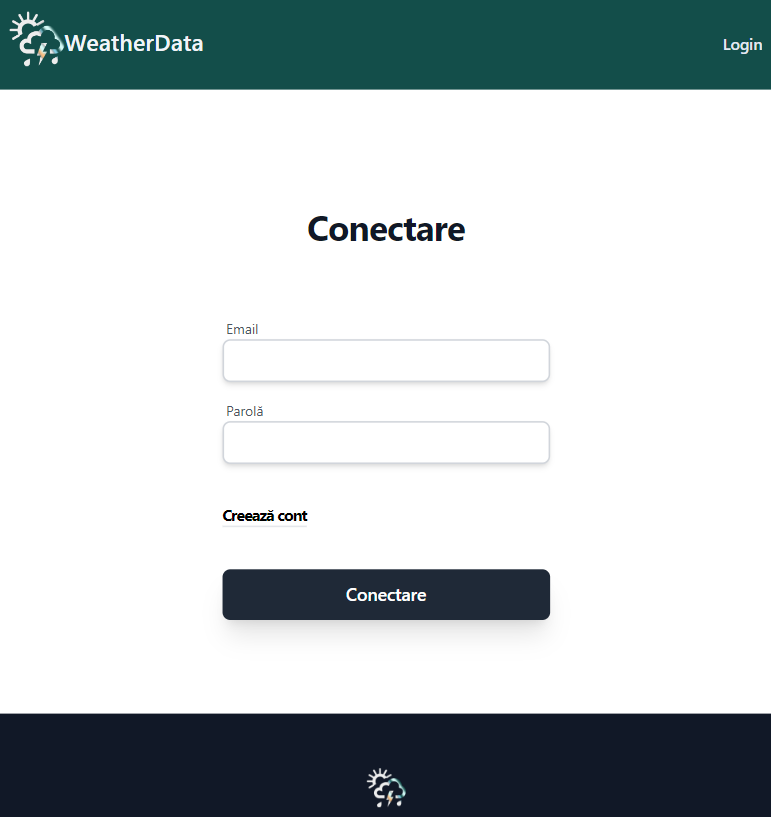 WeatherData
Login
Conectare
Email
Parolă
Creează cont
Conectare